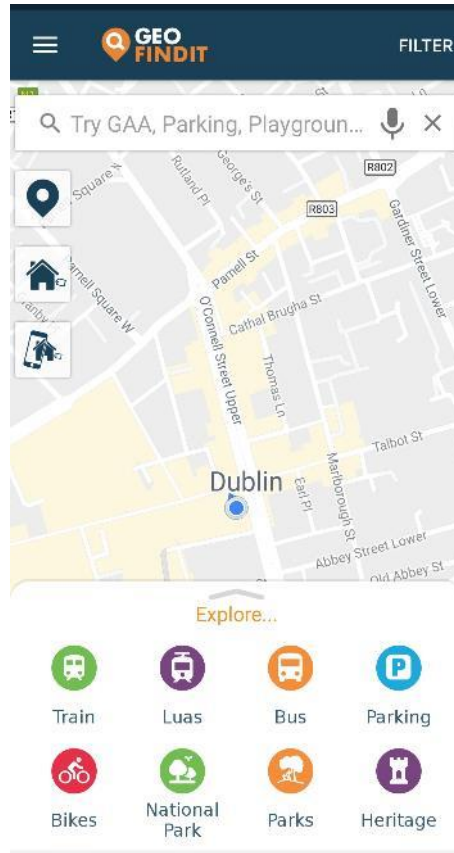 GEO
FINDIT
FILTER
Try GAA, Parking, Playgroun...
R802
R803
Square N
Rutland Pl
George's St
Gardiner Street Lower
Parnell St
Cathal Brugha St
O'Connell Street Upper
Thomas Ln
Talbot St
Marlborough St
Earl Pl
Dublin
Abbey Street Lower
Old Abbey St
Explore...
Train
Luas
Bus
Parking
P
Bikes
National
Park
Parks
Heritage